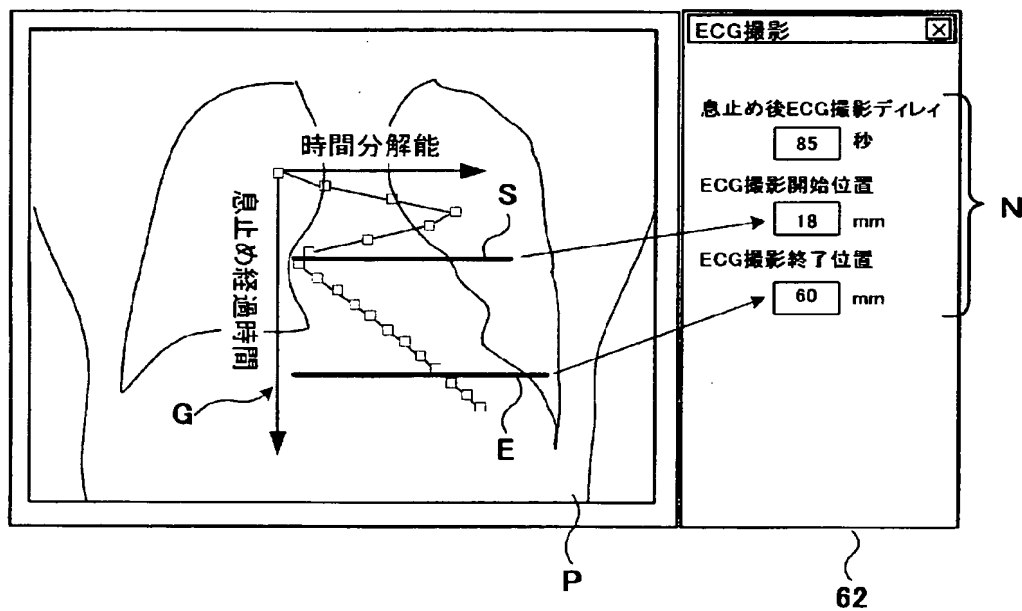 ECG撮影
時間分解能
息止め経過時間
S
G
E
P
息止め後ECG撮影ディレィ
85 秒
ECG撮影開始位置
18 mm
ECG撮影終了位置
60 mm
N
62